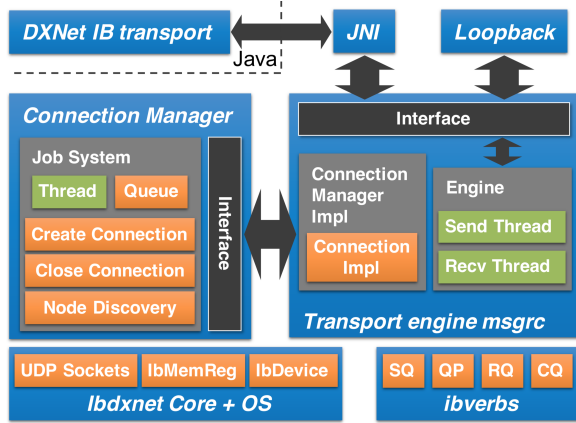 DXNet IB transport
JNI
Loopback
Java
Connection Manager
Job System
Thread
Queue
Create Connection
Close Connection
Node Discovery
Interface
Interface
Connection
Manager
Impl
Connection
Impl
Engine
Send Thread
Recv Thread
Transport engine msgrc
UDP Sockets
IbMemReg
IbDevice
Ibdxnet Core + OS
SQ
QP
RQ
CQ
ibverbs